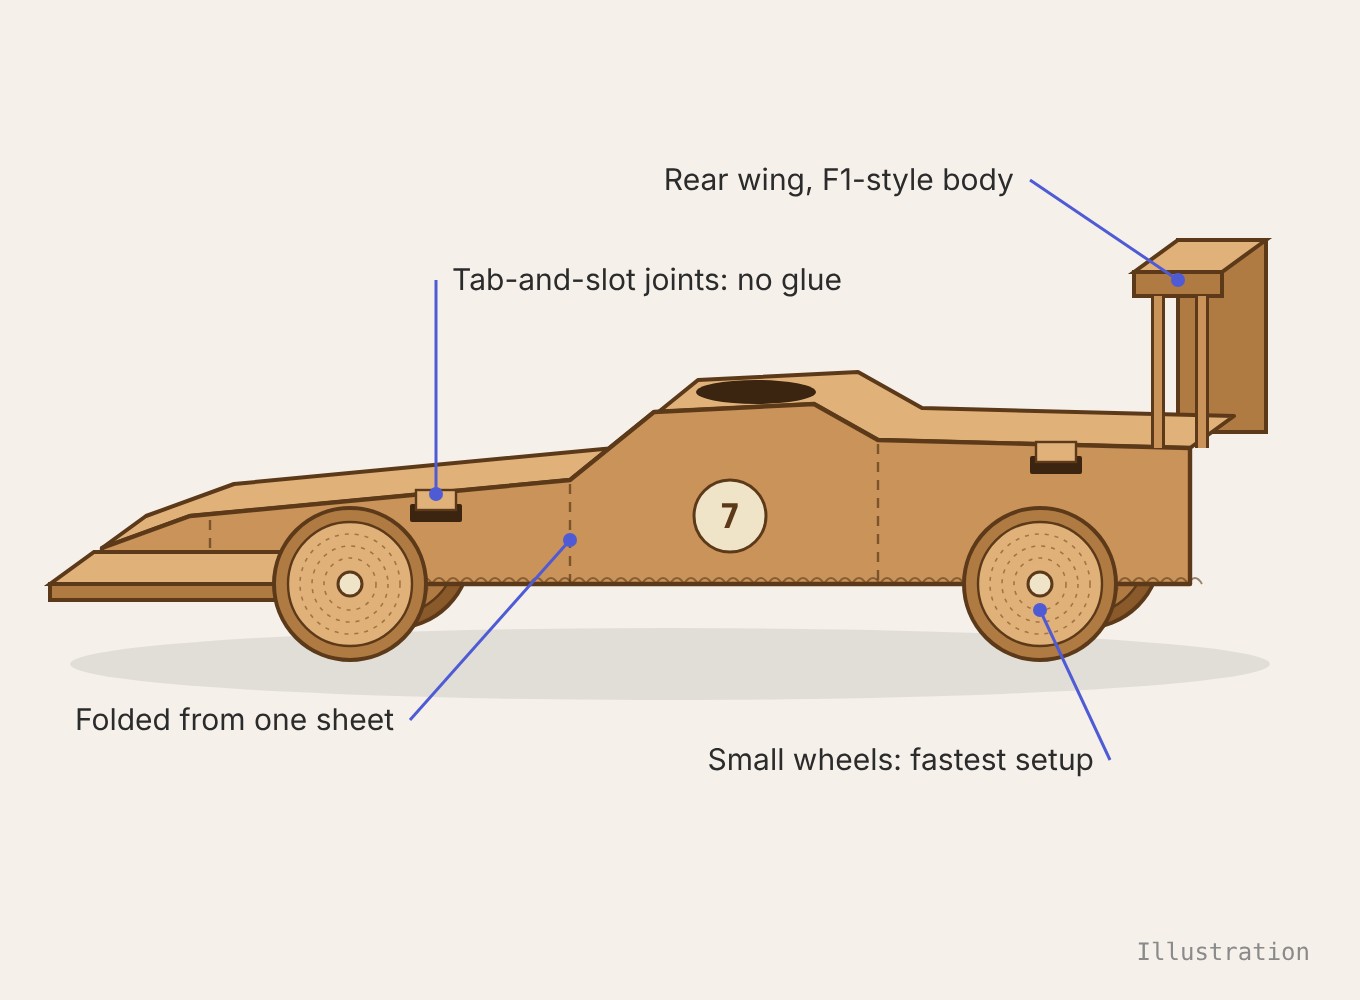 Rear wing, F1-style body
Tab-and-slot joints: no glue
7
Folded from one sheet
Small wheels: fastest setup
Illustration